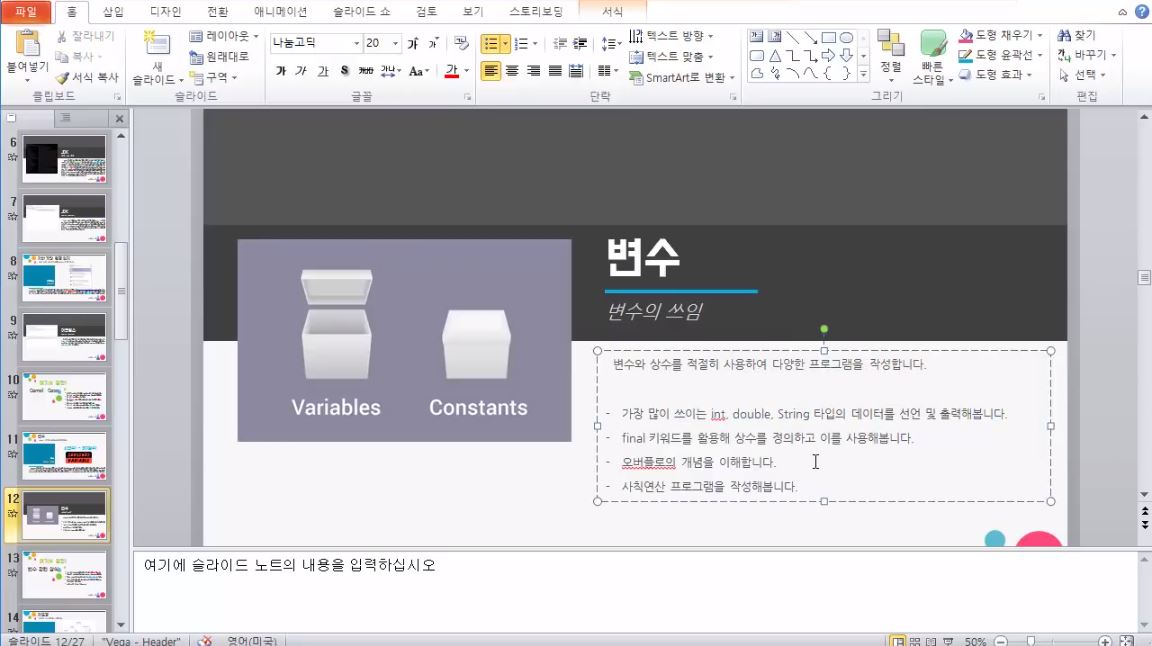 파일 홈 삽입 디자인 전환 애니메이션 슬라이드 쇼 검토 보기 스토리보딩 서식
붙여넣기
잘라내기
복사
서식 복사
클립보드
새 슬라이드
레이아웃
원래대로
구역
슬라이드
나눔고딕 20
가 가 가 S 가가 Aa 가
글꼴
텍스트 방향
텍스트 맞춤
SmartArt로 변환
단락
정렬
빠른 스타일
도형 채우기
도형 윤곽선
도형 효과
그리기
찾기
바꾸기
선택
편집
6
7
8
9
10
11
12
13
14
변수
변수의 쓰임
Variables Constants
변수와 상수를 적절히 사용하여 다양한 프로그램을 작성합니다.
- 가장 많이 쓰이는 int, double, String 타입의 데이터를 선언 및 출력해봅니다.
- final 키워드를 활용해 상수를 정의하고 이를 사용해봅니다.
- 오버플로의 개념을 이해합니다.
- 사칙연산 프로그램을 작성해봅니다.
여기에 슬라이드 노트의 내용을 입력하십시오
슬라이드 12/27 "Vega - Header" 영어(미국) 50%